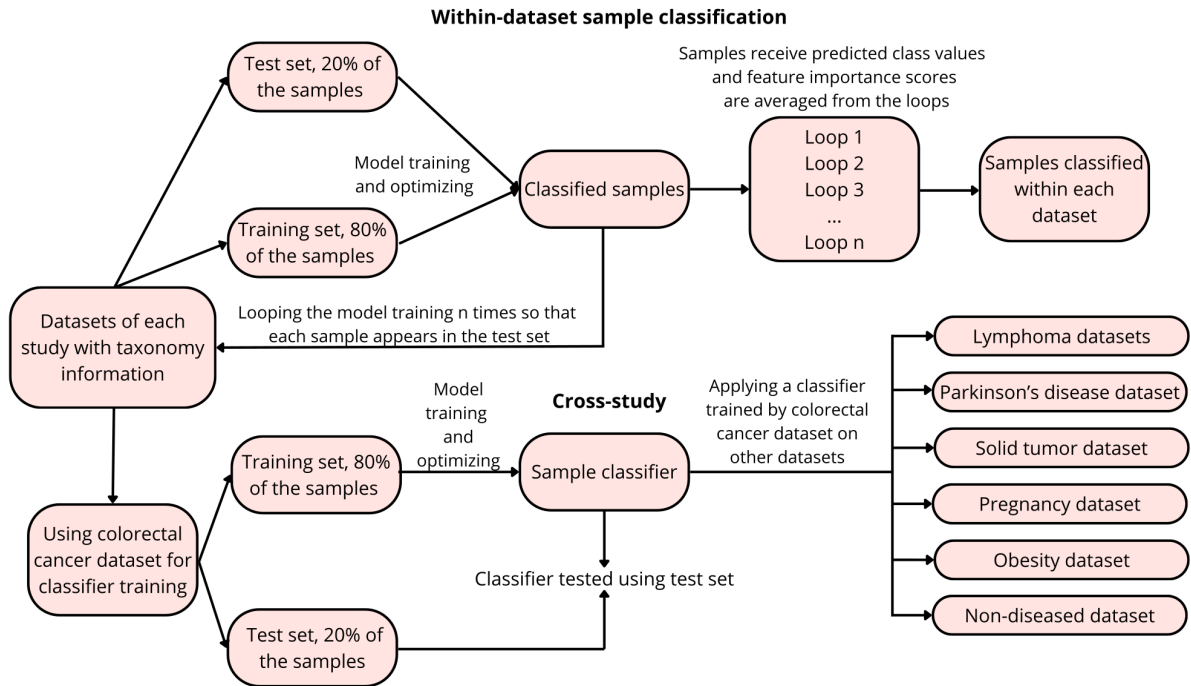 Within-dataset sample classification
Test set, 20% of
the samples
Samples receive predicted class values
and feature importance scores
are averaged from the loops
Model training
and optimizing
Training set, 80%
of the samples
Classified samples
Loop 1
Loop 2
Loop 3
...
Loop n
Samples classified
within each
dataset
Looping the model training n times so that
each sample appears in the test set
Datasets of each
study with taxonomy
information
Cross-study
Model
training
and
optimizing
Training set, 80%
of the samples
Sample classifier
Applying a classifier
trained by colorectal
cancer dataset on
other datasets
Using colorectal
cancer dataset for
classifier training
Classifier tested using test set
Test set, 20% of
the samples
Lymphoma datasets
Parkinson’s disease dataset
Solid tumor dataset
Pregnancy dataset
Obesity dataset
Non-diseased dataset